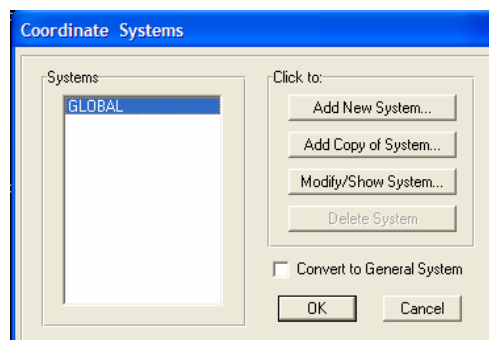 Coordinate Systems
Systems
GLOBAL
Click to:
Add New System...
Add Copy of System...
Modify/Show System...
Delete System
Convert to General System
OK
Cancel